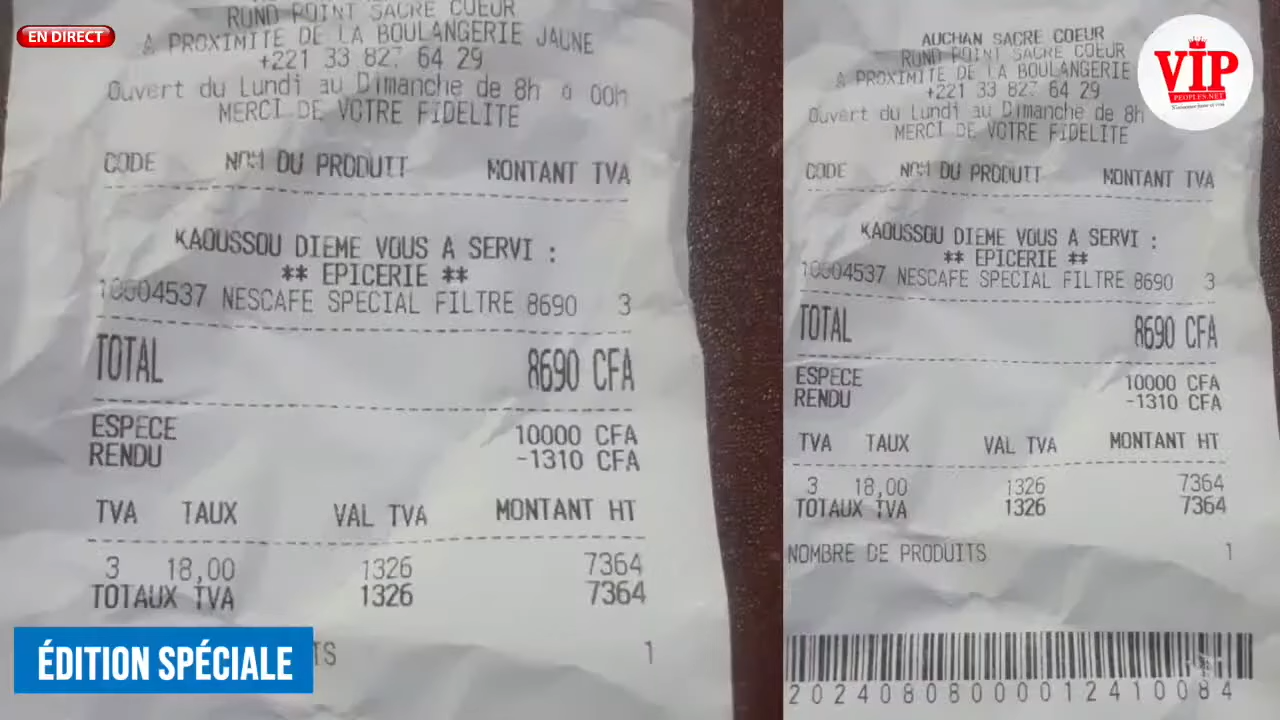 EN DIRECT
ROND POINT SACRE COEUR
A PROXIMITE DE LA BOULANGERIE JAUNE
+221 33 827 64 29
Ouvert du Lundi au Dimanche de 8h à 00h
MERCI DE VOTRE FIDELITE
CODE NOM DU PRODUIT MONTANT TVA
KAOUSSOU DIEME VOUS A SERVI :
** EPICERIE **
10004537 NESCAFE SPECIAL FILTRE 8690 3
TOTAL 8690 CFA
ESPECE 10000 CFA
RENDU -1310 CFA
TVA TAUX VAL TVA MONTANT HT
3 18,00 1326 7364
TOTAUX TVA 1326 7364
TS 1
ÉDITION SPÉCIALE
AUCHAN SACRE COEUR
ROND POINT SACRE COEUR
A PROXIMITE DE LA BOULANGERIE
+221 33 827 64 29
Ouvert du Lundi au Dimanche de 8h
MERCI DE VOTRE FIDELITE
CODE NOM DU PRODUIT MONTANT TVA
KAOUSSOU DIEME VOUS A SERVI :
** EPICERIE **
10004537 NESCAFE SPECIAL FILTRE 8690 3
TOTAL 8690 CFA
ESPECE 10000 CFA
RENDU -1310 CFA
TVA TAUX VAL TVA MONTANT HT
3 18,00 1326 7364
TOTAUX TVA 1326 7364
NOMBRE DE PRODUITS 1
20240808000012410084
VIP
PEOPLES.NET